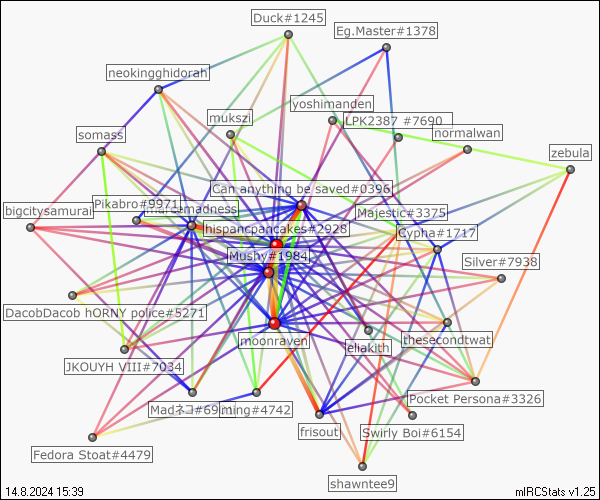 Duck#1245
Eg.Master#1378
neokingghidorah
yoshimanden
mukszi
LPK2387 #7690
normalwan
somass
zebula
Can anything be saved#0396
Pikabro#9971
madness
bigcitysamurai
Majestic#3375
hispancpancakes#2928
Cypha#1717
Mushy#1984
Silver#7938
DacobDacob hORNY police#5271
moonraven
eliakith
thesecondtwat
JKOUYH VIII#7034
Pocket Persona#3326
Madネコ#69
ming#4742
frisout
Swirly Boi#6154
Fedora Stoat#4479
shawntee9
14.8.2024 15:39
mIRCStats v1.25